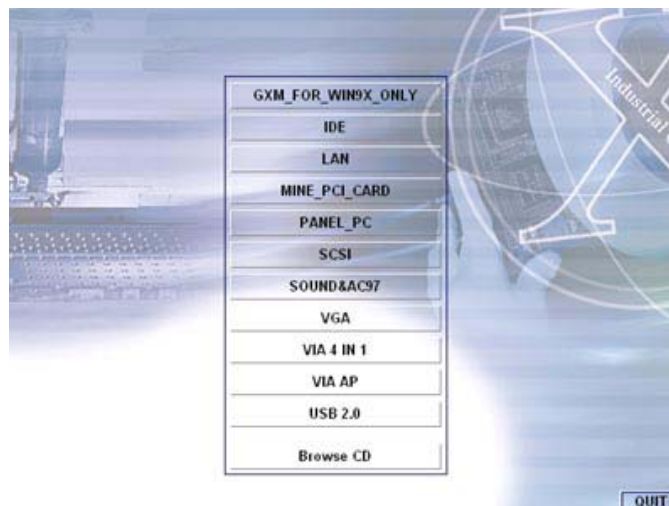 GXM_FOR_WIN9X_ONLY
IDE
LAN
MINE_PCI_CARD
PANEL_PC
SCSI
SOUND&AC97
VGA
VIA 4 IN 1
VIA AP
USB 2.0
Browse CD
X
Industrial
QUIT